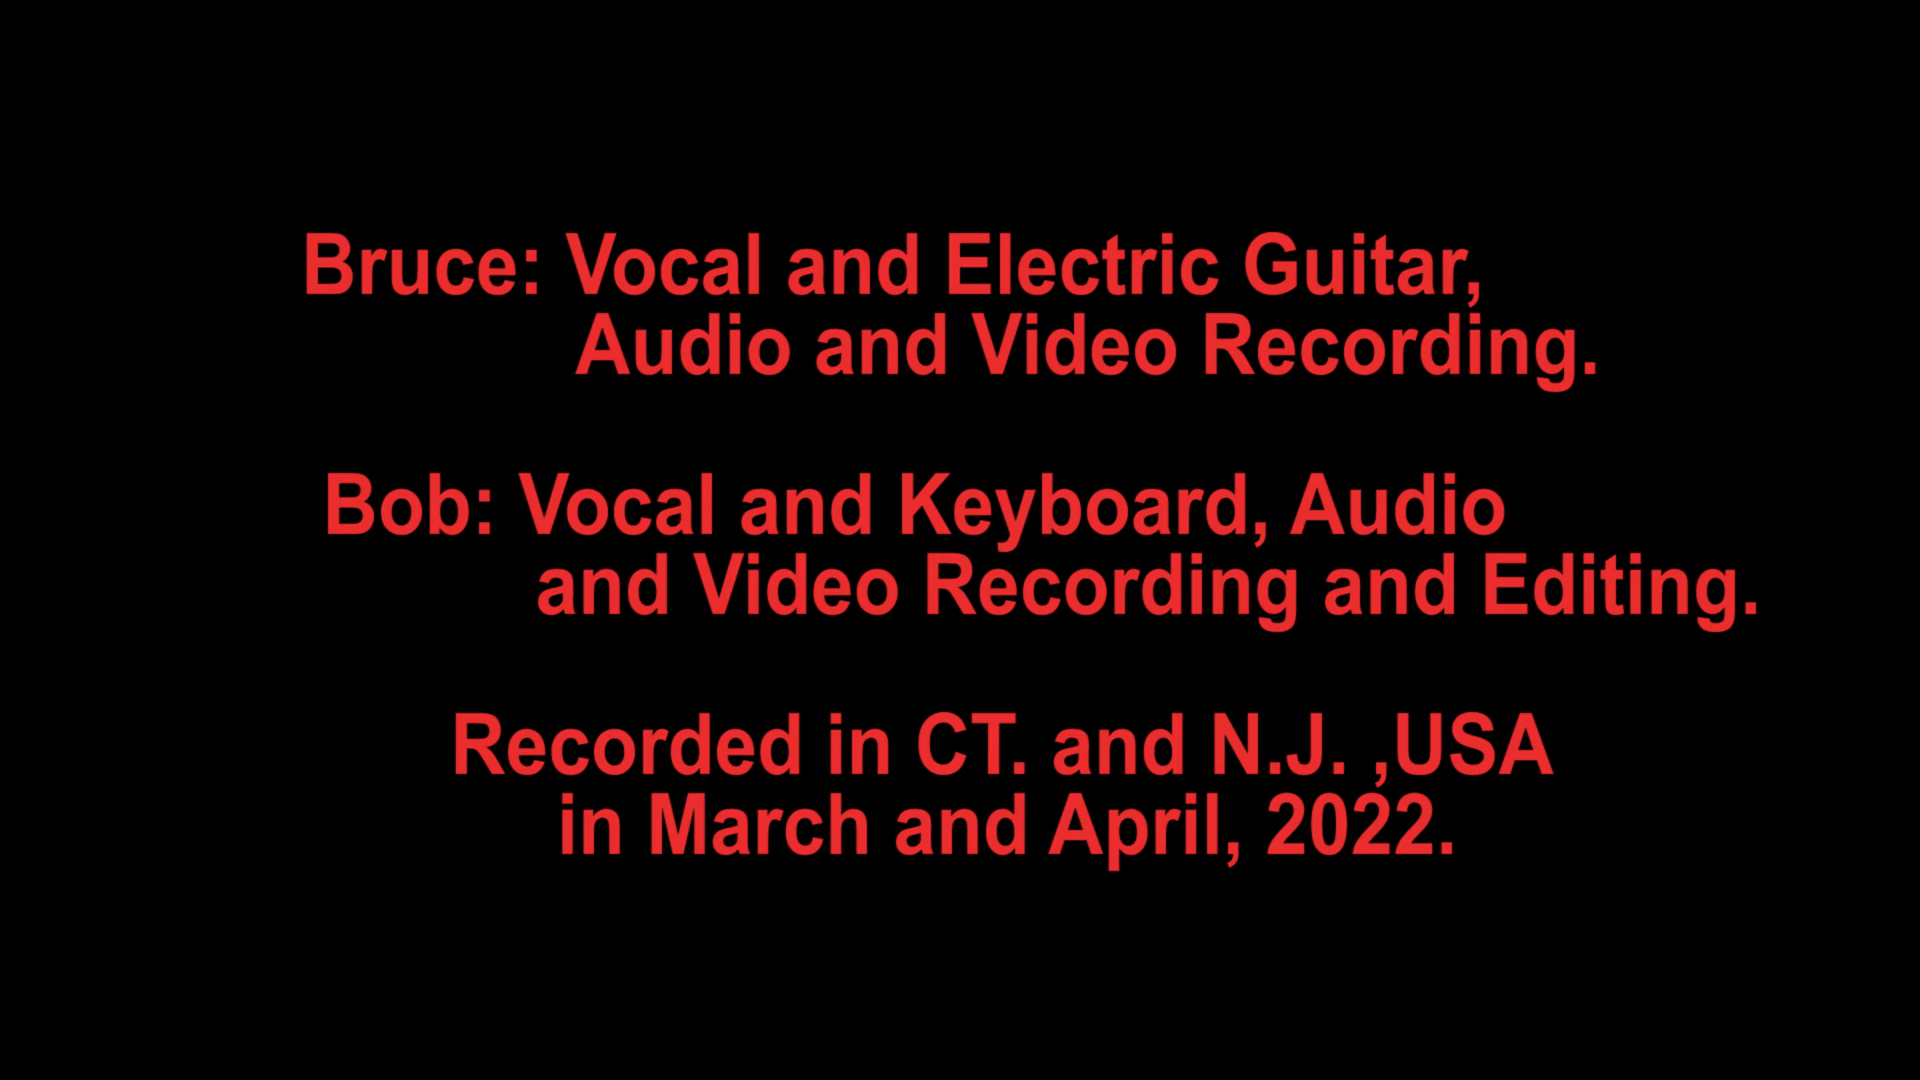 Bruce: Vocal and Electric Guitar,
Audio and Video Recording.
Bob: Vocal and Keyboard, Audio
and Video Recording and Editing.
Recorded in CT. and N.J. ,USA
in March and April, 2022.